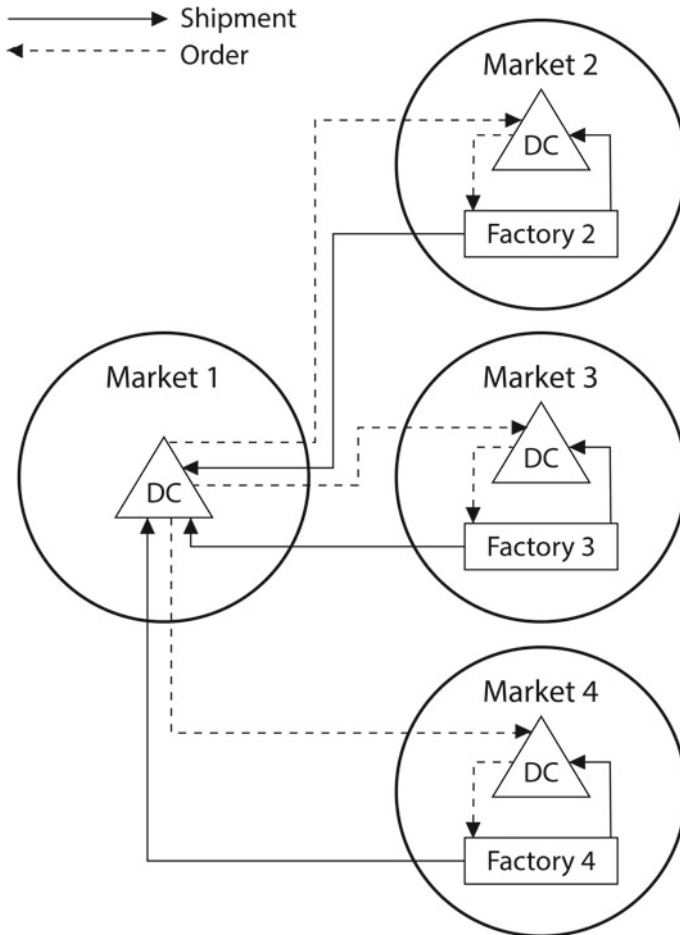 Shipment
Order
Market 2
DC
Factory 2
Market 1
DC
Market 3
DC
Factory 3
Market 4
DC
Factory 4